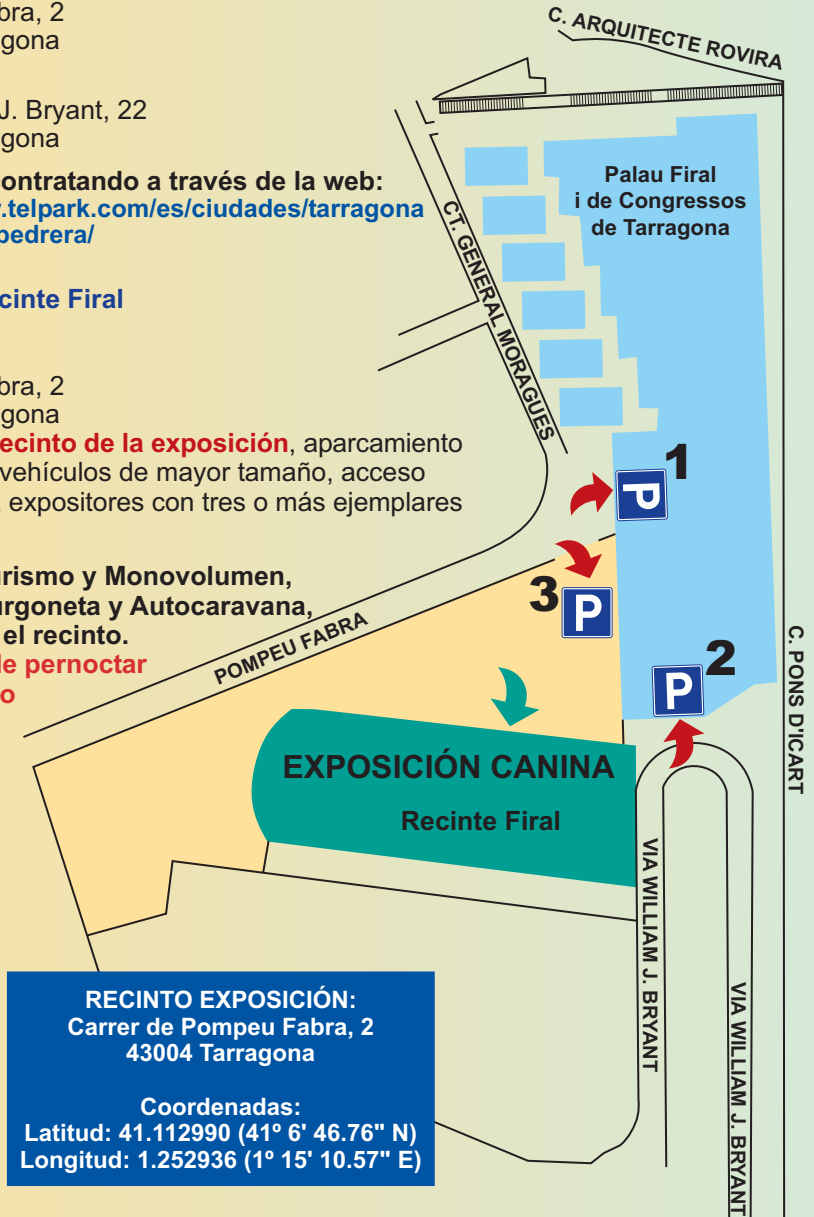 bra, 2
gona
J. Bryant, 22
gona
ontratando a través de la web:
.telpark.com/es/ciudades/tarragona
pedrera/
cinte Firal
bra, 2
gona
ecinto de la exposición, aparcamiento
vehículos de mayor tamaño, acceso
expositores con tres o más ejemplares
urismo y Monovolumen,
urgoneta y Autocaravana,
el recinto.
de pernoctar
o
C. ARQUITECTE ROVIRA
Palau Firal
i de Congressos
de Tarragona
CT. GENERAL MORAGUES
1
P
3
P
2
P
POMPEU FABRA
C. PONS D'ICART
EXPOSICIÓN CANINA
Recinte Firal
VIA WILLIAM J. BRYANT
VIA WILLIAM J. BRYANT
RECINTO EXPOSICIÓN:
Carrer de Pompeu Fabra, 2
43004 Tarragona
Coordenadas:
Latitud: 41.112990 (41º 6' 46.76" N)
Longitud: 1.252936 (1º 15' 10.57" E)